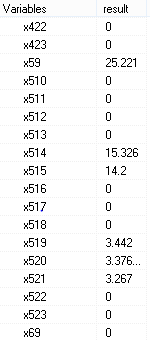 Variables result
x422 0
x423 0
x59 25.221
x510 0
x511 0
x512 0
x513 0
x514 15.326
x515 14.2
x516 0
x517 0
x518 0
x519 3.442
x520 3.376...
x521 3.267
x522 0
x523 0
x69 0